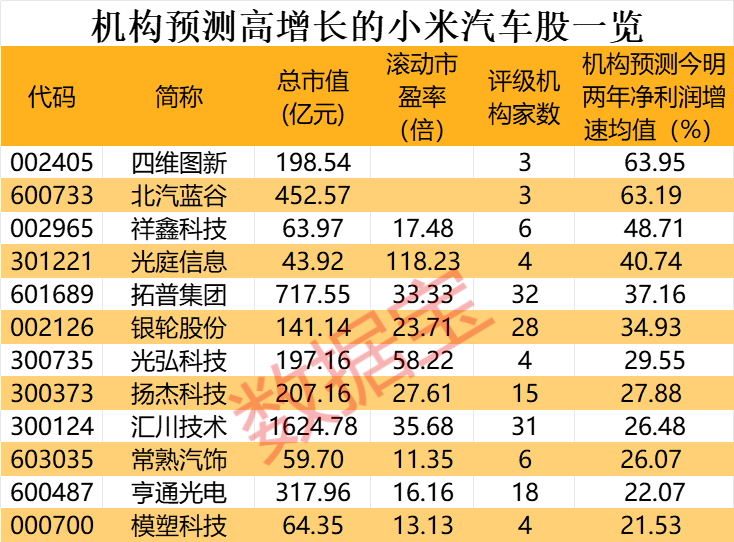 机构预测高增长的小米汽车股一览
代码 简称 总市值(亿元) 滚动市盈率（倍） 评级机构家数 机构预测今明两年净利润增速均值（%）
002405 四维图新 198.54 3 63.95
600733 北汽蓝谷 452.57 3 63.19
002965 祥鑫科技 63.97 17.48 6 48.71
301221 光庭信息 43.92 118.23 4 40.74
601689 拓普集团 717.55 33.33 32 37.16
002126 银轮股份 141.14 23.71 28 34.93
300735 光弘科技 197.16 58.22 4 29.55
300373 扬杰科技 207.16 27.61 15 27.88
300124 汇川技术 1624.78 35.68 31 26.48
603035 常熟汽饰 59.70 11.35 6 26.07
600487 亨通光电 317.96 16.16 18 22.07
000700 模塑科技 64.35 13.13 4 21.53
数据宝